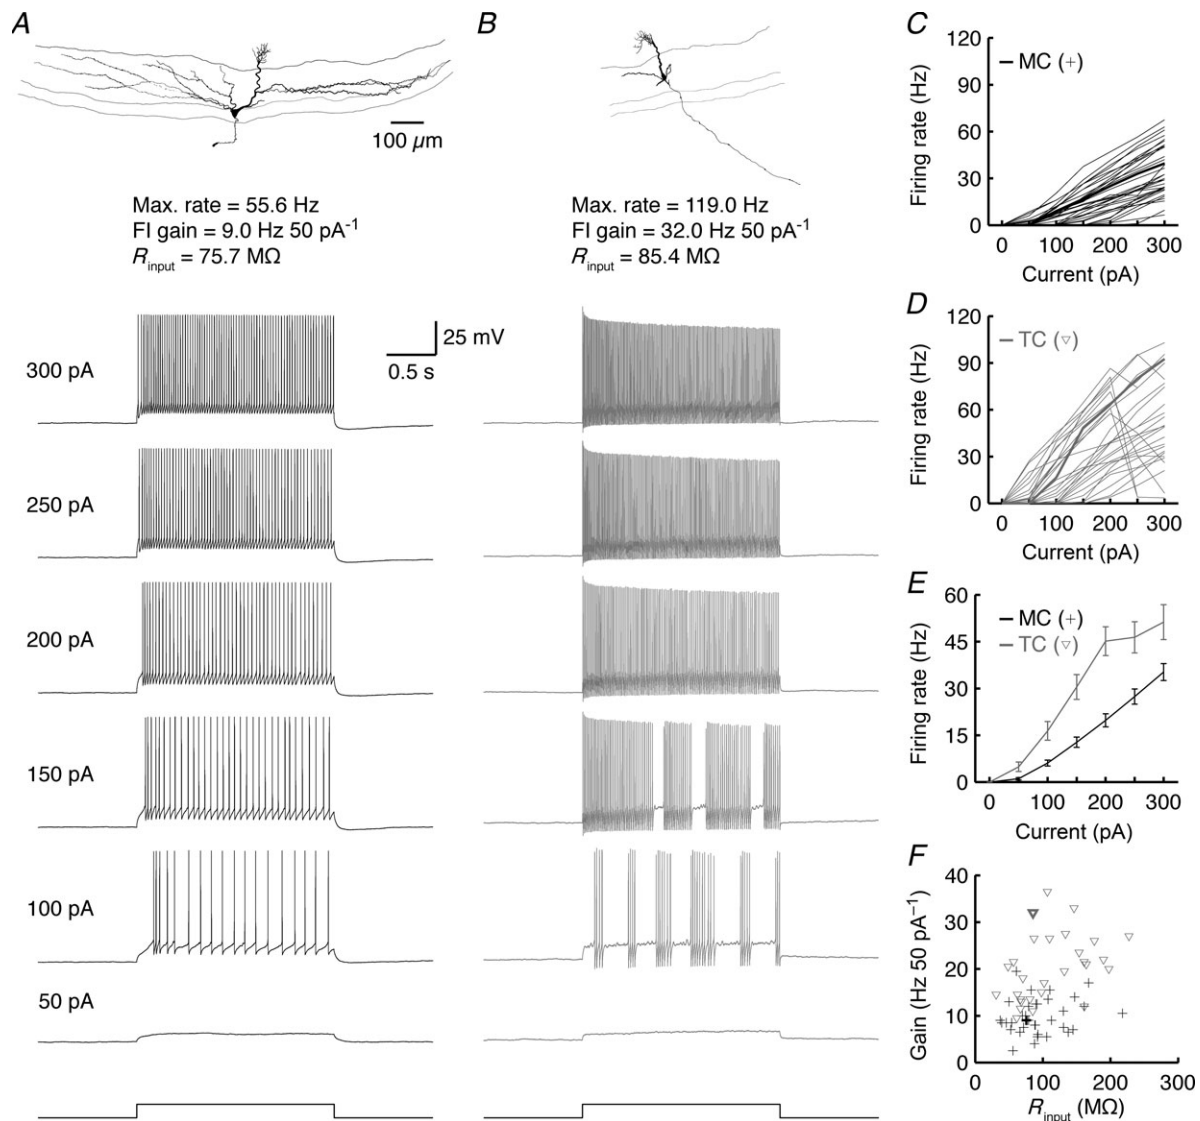 A
100 µm
Max. rate = 55.6 Hz
FI gain = 9.0 Hz 50 pA⁻¹
Rinput = 75.7 MΩ
B
Max. rate = 119.0 Hz
FI gain = 32.0 Hz 50 pA⁻¹
Rinput = 85.4 MΩ
25 mV
0.5 s
300 pA
250 pA
200 pA
150 pA
100 pA
50 pA
C
MC (+)
Firing rate (Hz)
120
90
60
30
0
0 100 200 300
Current (pA)
D
TC (▽)
Firing rate (Hz)
120
90
60
30
0
0 100 200 300
Current (pA)
E
MC (+)
TC (▽)
Firing rate (Hz)
60
45
30
15
0
0 100 200 300
Current (pA)
F
Gain (Hz 50 pA⁻¹)
40
30
20
10
0
0 100 200 300
Rinput (MΩ)